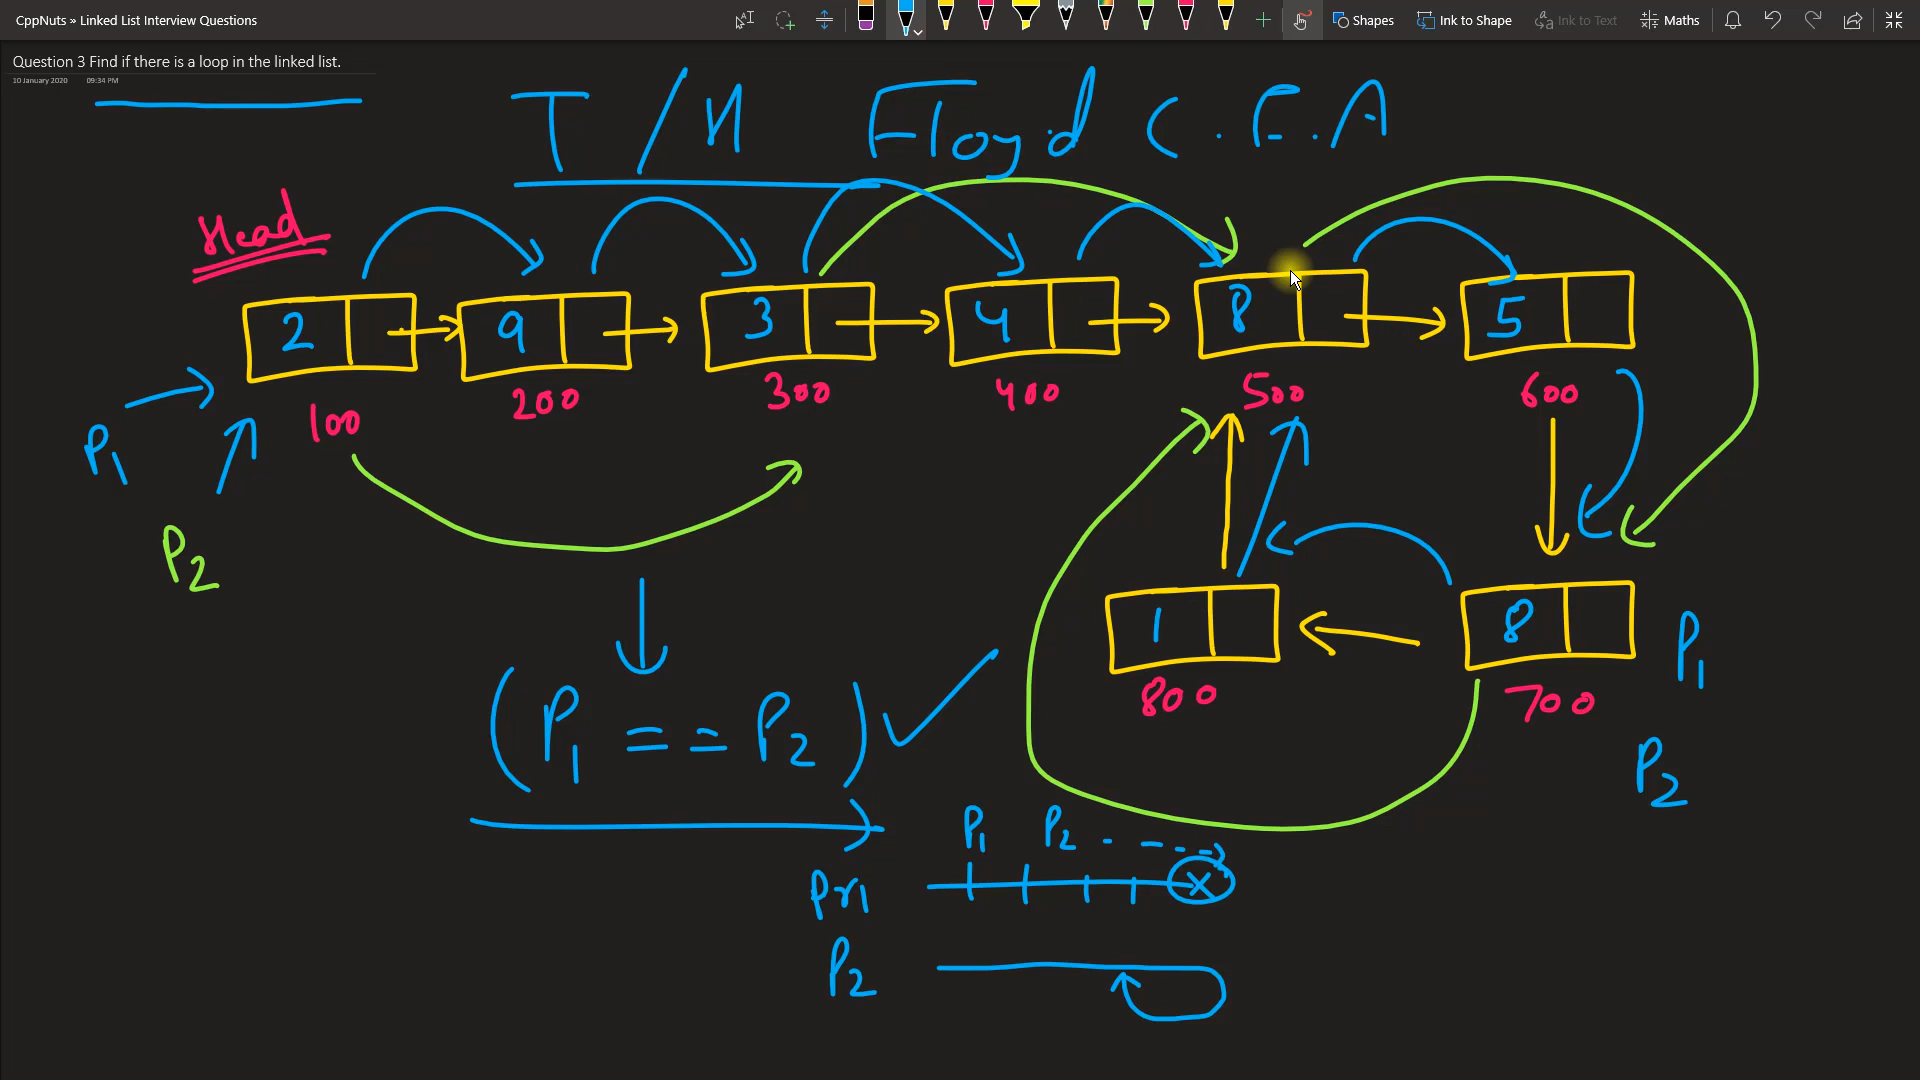 CppNuts » Linked List Interview Questions
Shapes Ink to Shape Ink to Text Maths
Question 3 Find if there is a loop in the linked list.
10 January 2020 09:34 PM
T / H Floyd C.F.A
Head
2 9 3 4 8 5
100 200 300 400 500 600
P1
P2
1 8 P1
800 700
P2
(P1 == P2)
P1 P2
Pr1
P2